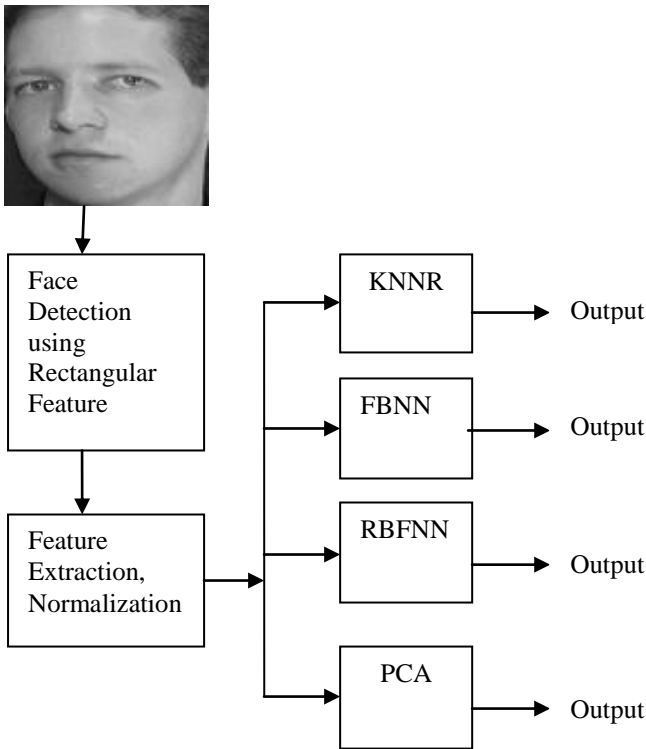 Face
Detection
using
Rectangular
Feature
Feature
Extraction,
Normalization
KNNR
Output
FBNN
Output
RBFNN
Output
PCA
Output